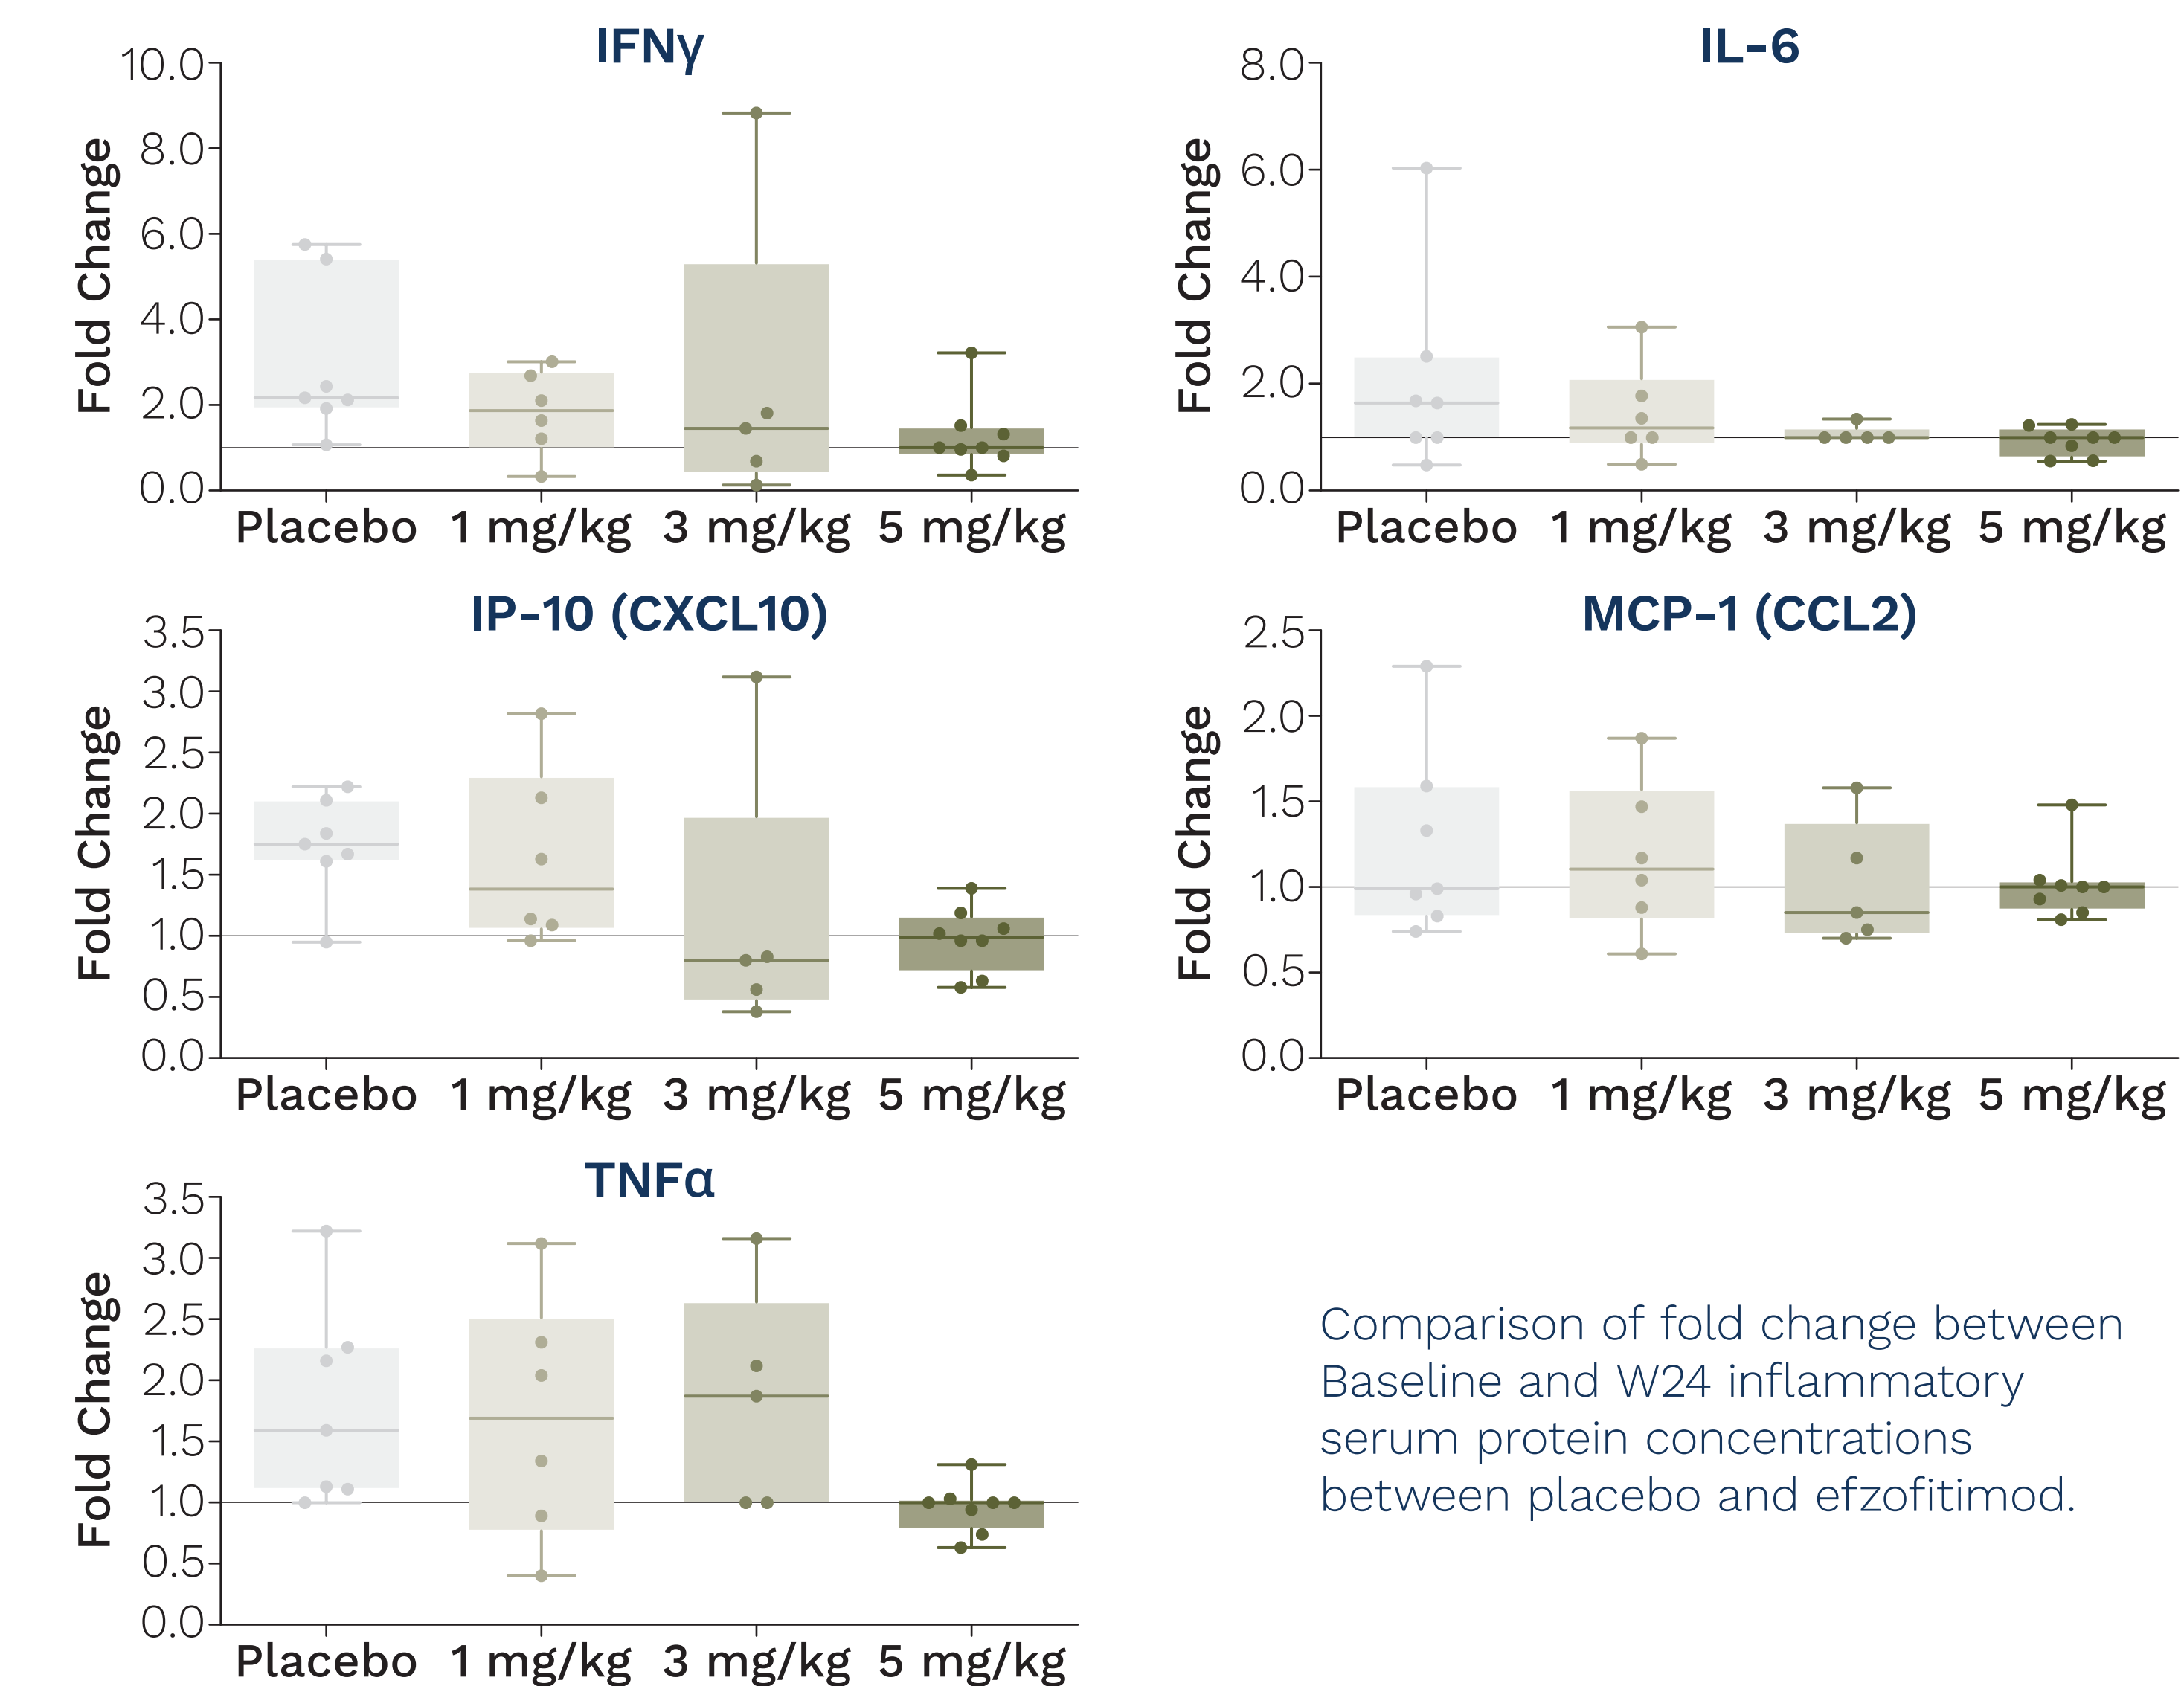 IFNγ
Fold Change
10.0
8.0
6.0
4.0
2.0
0.0
Placebo 1 mg/kg 3 mg/kg 5 mg/kg
IL-6
Fold Change
8.0
6.0
4.0
2.0
0.0
Placebo 1 mg/kg 3 mg/kg 5 mg/kg
IP-10 (CXCL10)
Fold Change
3.5
3.0
2.5
2.0
1.5
1.0
0.5
0.0
Placebo 1 mg/kg 3 mg/kg 5 mg/kg
MCP-1 (CCL2)
Fold Change
2.5
2.0
1.5
1.0
0.5
0.0
Placebo 1 mg/kg 3 mg/kg 5 mg/kg
TNFα
Fold Change
3.5
3.0
2.5
2.0
1.5
1.0
0.5
0.0
Placebo 1 mg/kg 3 mg/kg 5 mg/kg
Comparison of fold change between
Baseline and W24 inflammatory
serum protein concentrations
between placebo and efzofitimod.